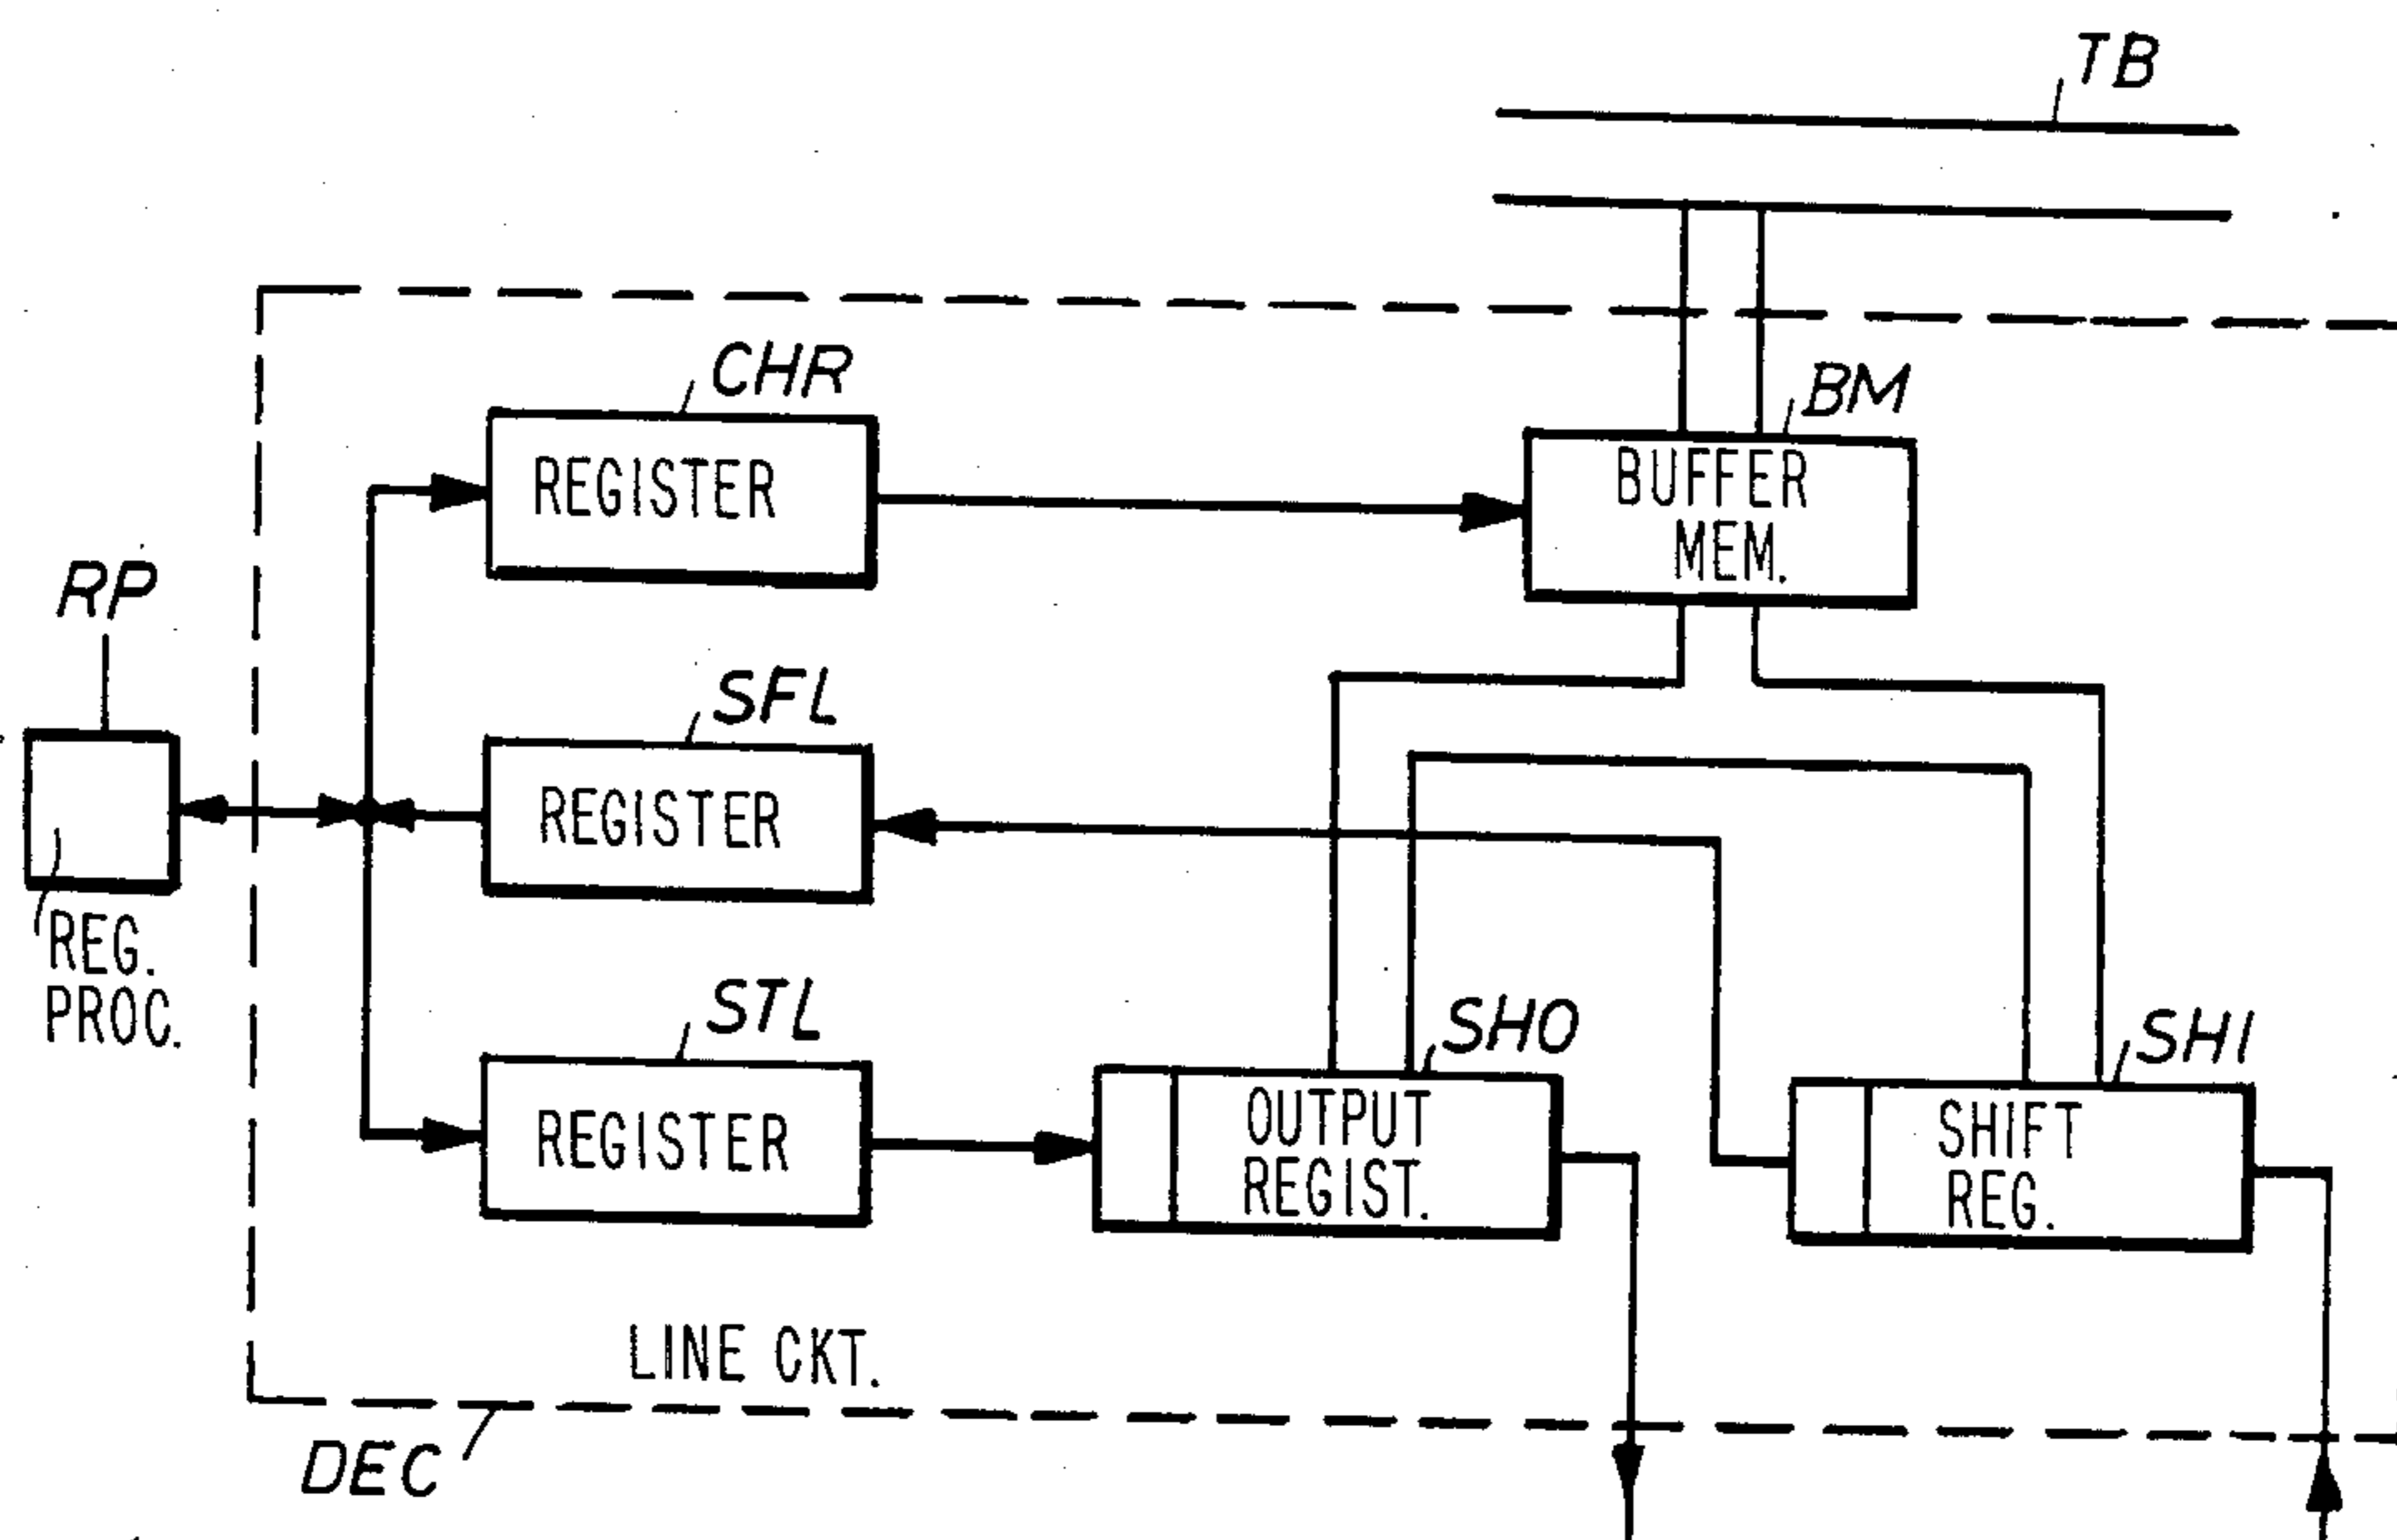 TB
CHR
REGISTER
BM
BUFFER
MEM.
RP
SFL
REGISTER
REG.
PROC.
STL
REGISTER
SHO
OUTPUT
REGIST.
SHI
SHIFT
REG.
LINE CKT.
DEC